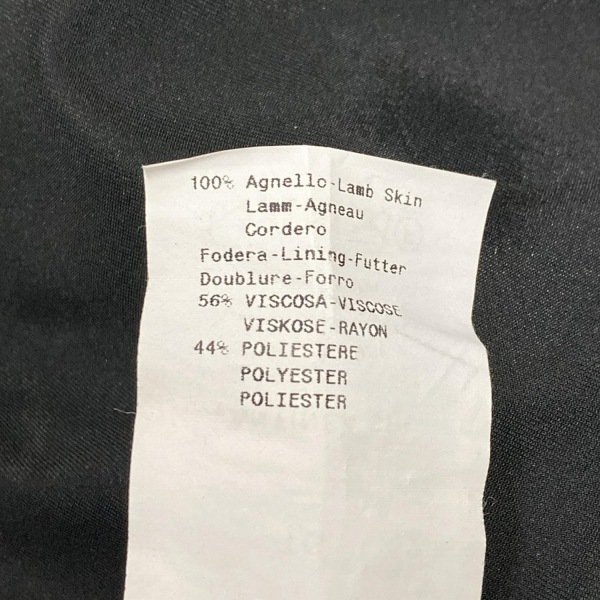 100% Agnello-Lamb Skin
Lamm-Agneau
Cordero
Fodera-Lining-Futter
Doublure-Forro
56% VISCOSA-VISCOSE
VISKOSE-RAYON
44% POLIESTERE
POLYESTER
POLIESTER